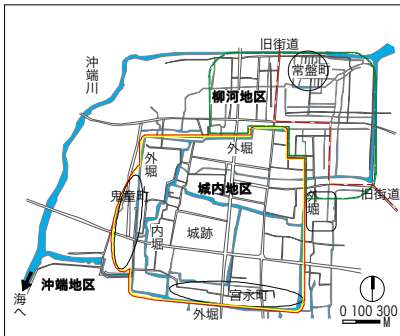 旧街道
常盤町
沖端川
柳河地区
外堀
外堀
鬼童町
城内地区
外堀
旧街道
内堀
城跡
沖端地区
宮永町
海へ
外堀
0 100 300
M